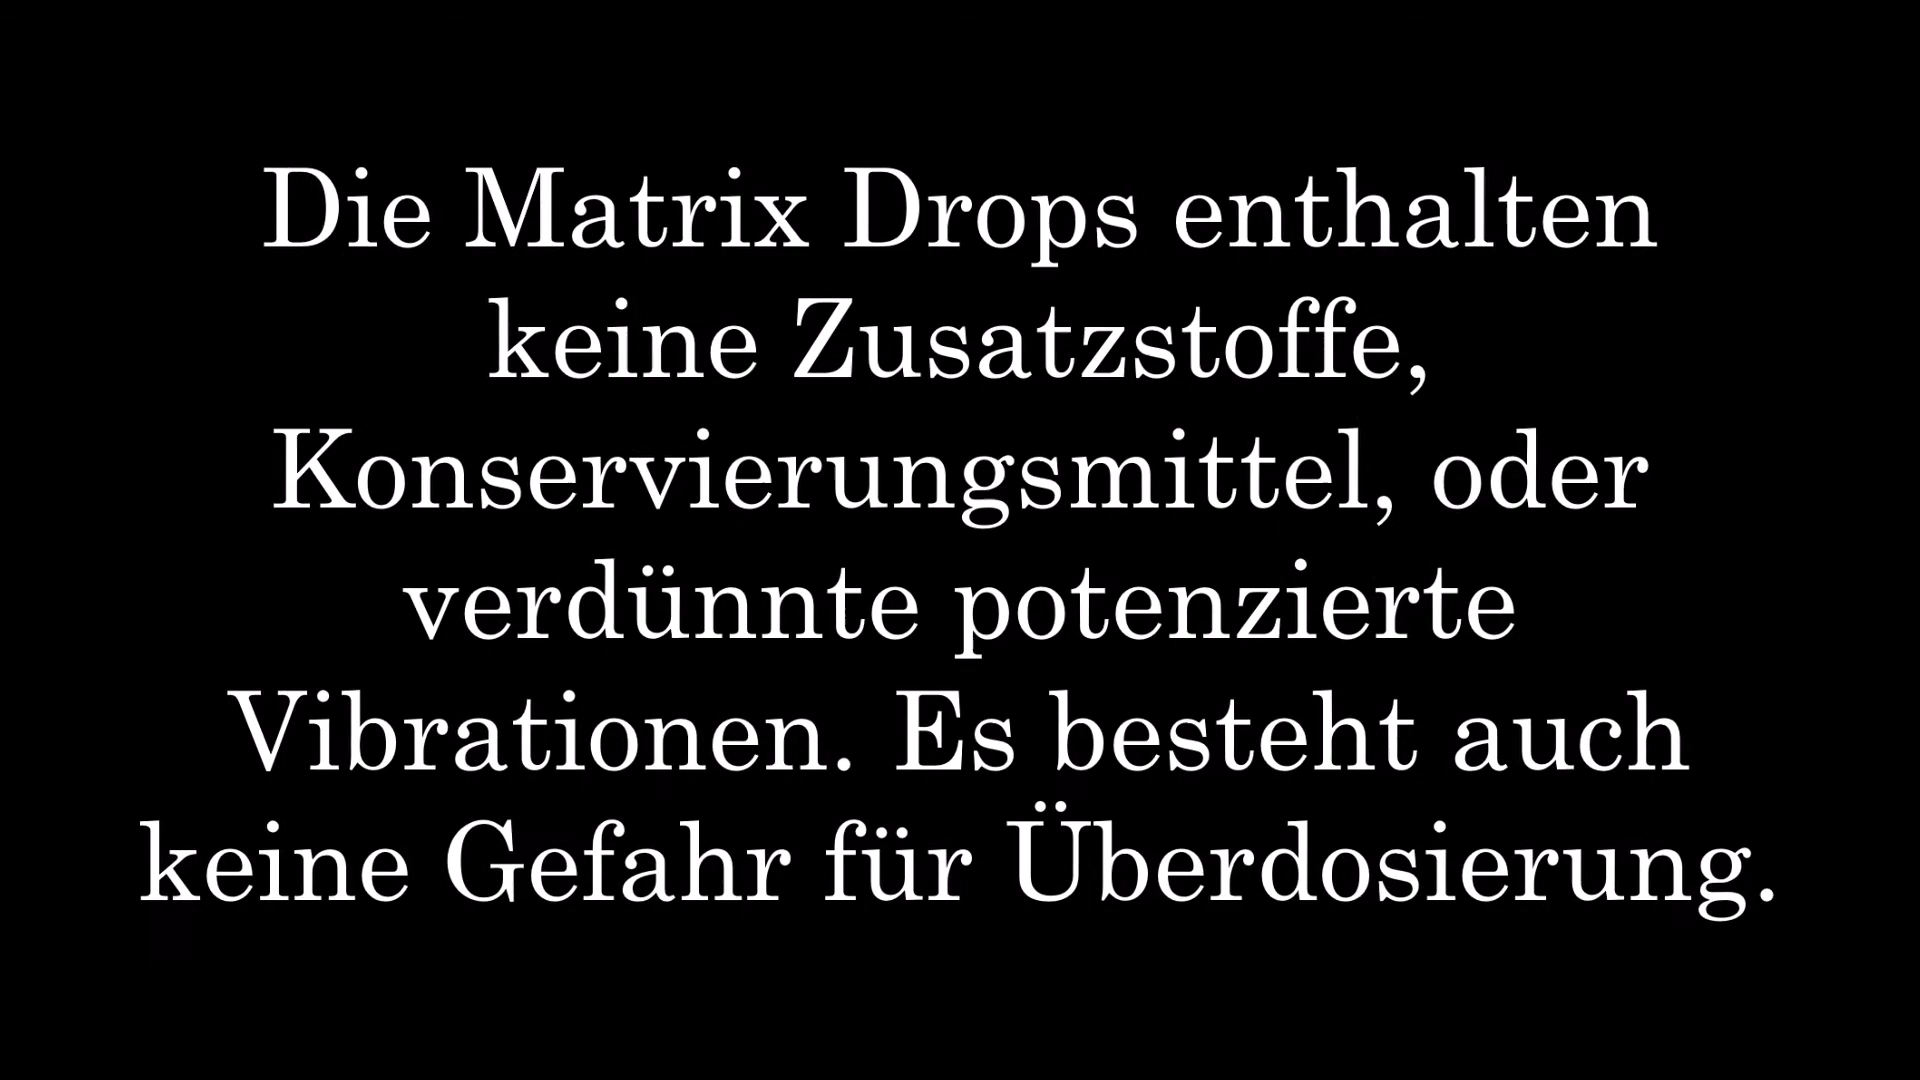 Die Matrix Drops enthalten
keine Zusatzstoffe,
Konservierungsmittel, oder
verdünnte potenzierte
Vibrationen. Es besteht auch
keine Gefahr für Überdosierung.